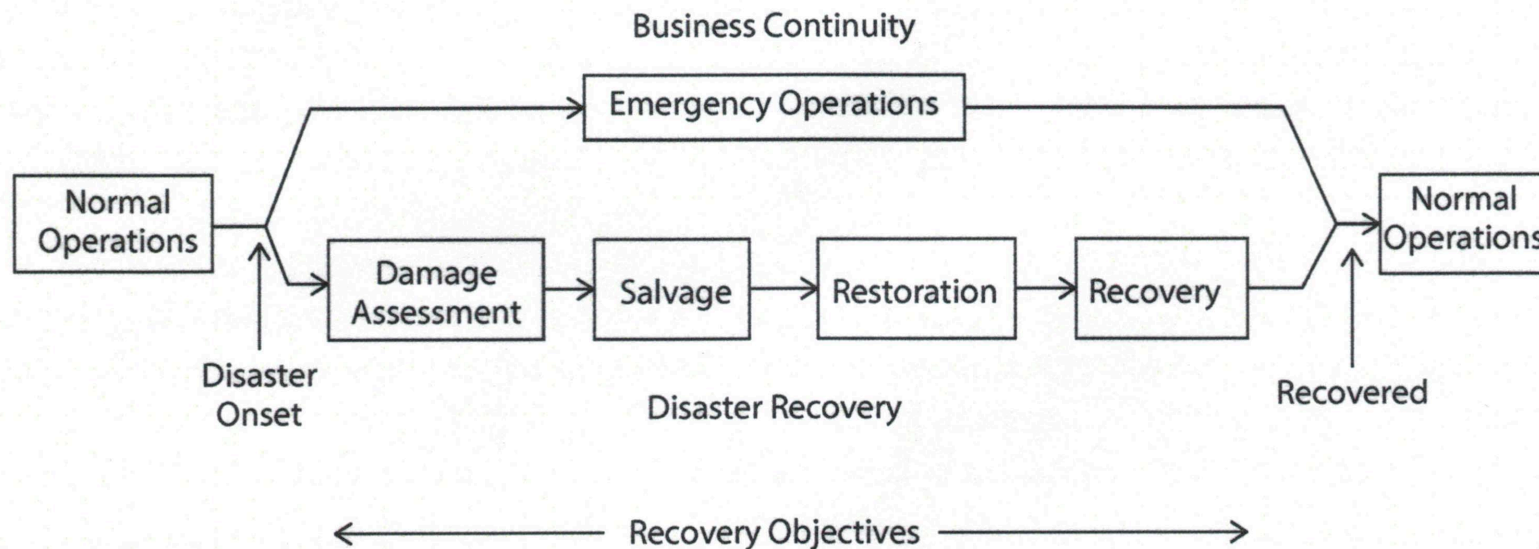 Business Continuity
Emergency Operations
Normal
Operations
Damage
Assessment
Salvage
Restoration
Recovery
Normal
Operations
Disaster
Onset
Disaster Recovery
Recovered
Recovery Objectives